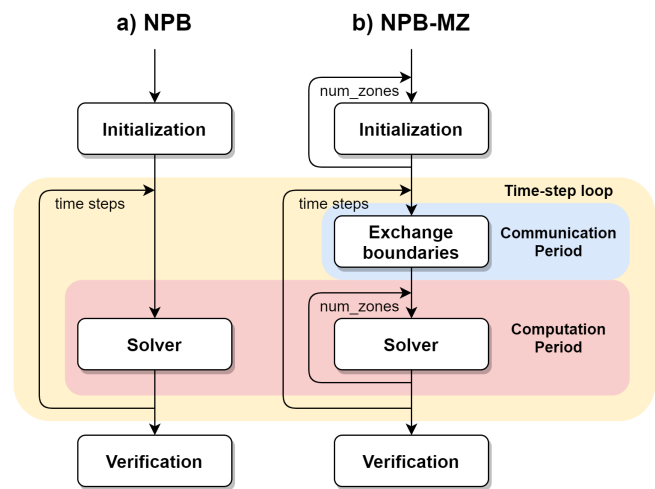 a) NPB
b) NPB-MZ
num_zones
Initialization
Initialization
Time-step loop
time steps
time steps
Exchange
boundaries
Communication
Period
num_zones
Solver
Solver
Computation
Period
Verification
Verification